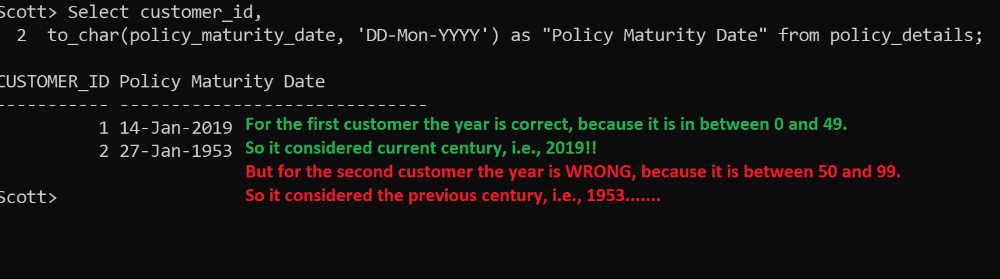 Scott> Select customer_id,
2 to_char(policy_maturity_date, 'DD-Mon-YYYY') as "Policy Maturity Date" from policy_details;
CUSTOMER_ID Policy Maturity Date
----------- ------------------------------
1 14-Jan-2019 For the first customer the year is correct, because it is in between 0 and 49.
2 27-Jan-1953 So it considered current century, i.e., 2019!!
But for the second customer the year is WRONG, because it is between 50 and 99.
Scott> So it considered the previous century, i.e., 1953.......